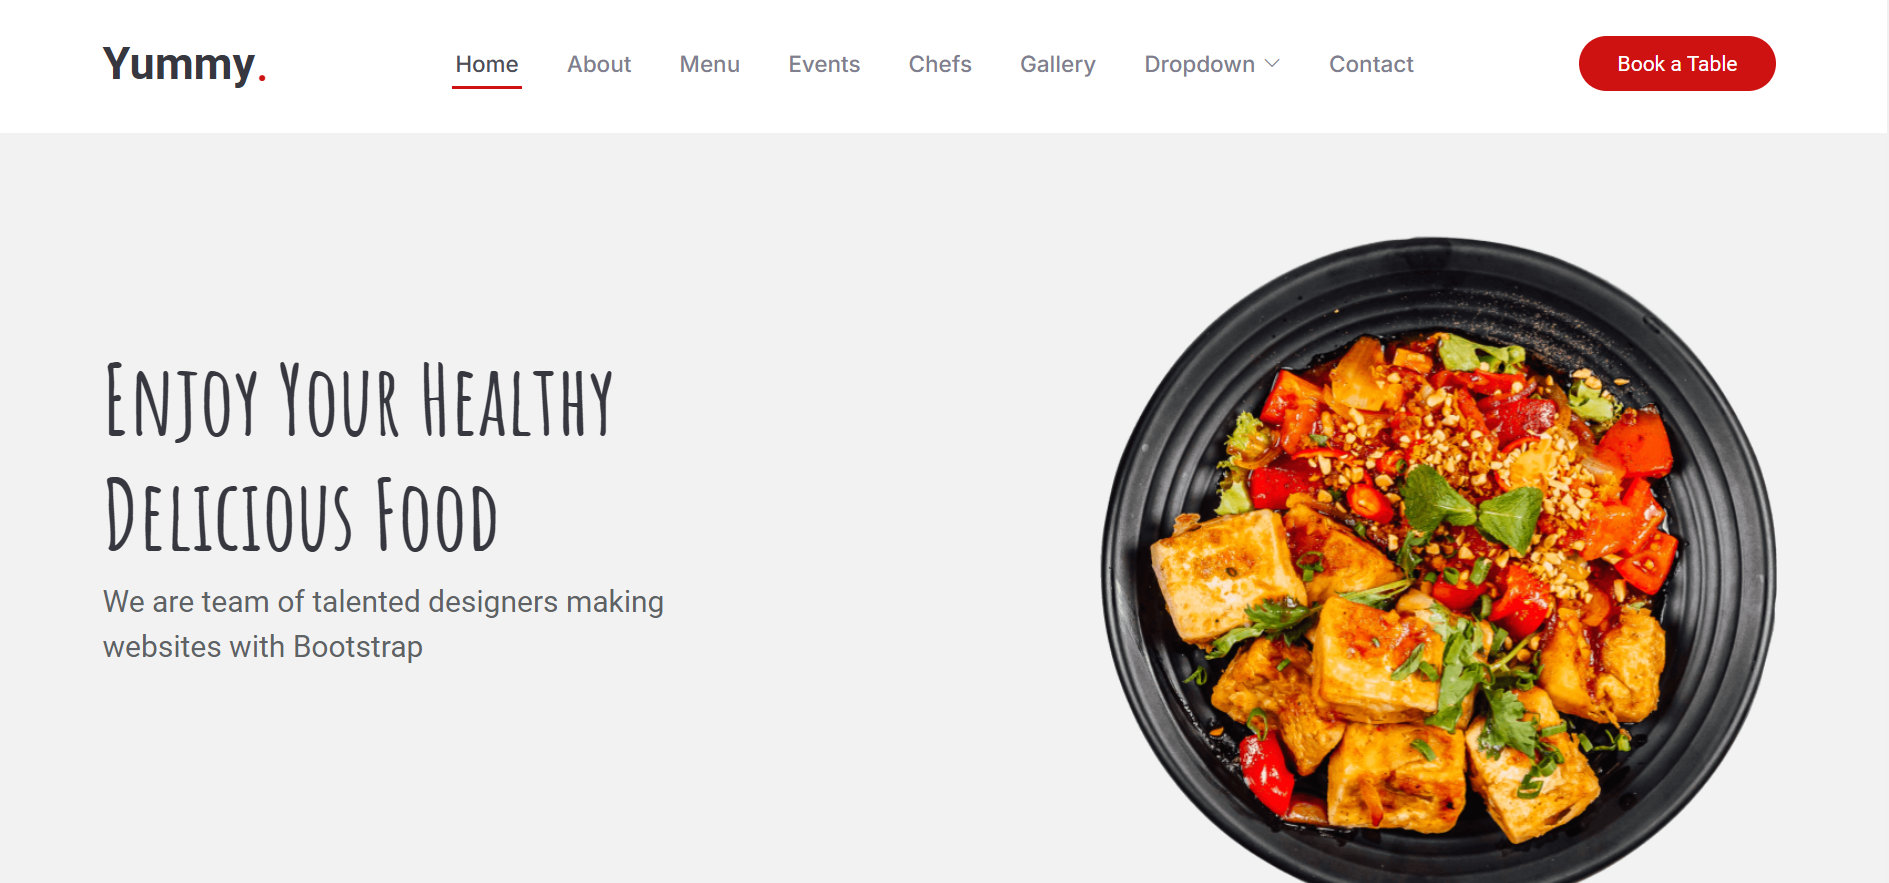 Yummy.
Home About Menu Events Chefs Gallery Dropdown Contact
Book a Table
Enjoy Your Healthy
Delicious Food
We are team of talented designers making
websites with Bootstrap